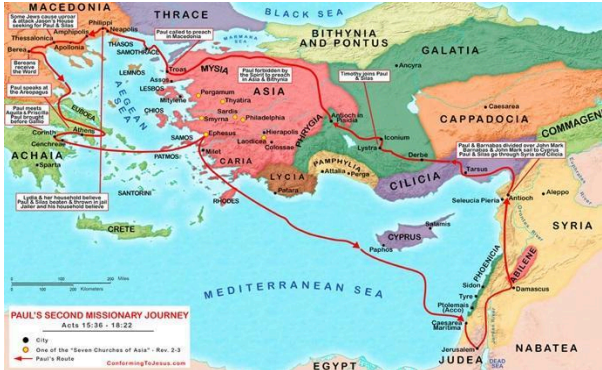 MACEDONIA
THRACE
BLACK SEA
BITHYNIA
AND PONTUS
GALATIA
CAPPADOCIA
COMMAGENE
Some Jews cause uproar
& attack Jason's House
seeking for Paul & Silas
Philippi
Neapolis
Amphipolis
Thessalonica
Apollonia
Berea
THASOS
SAMOTHRACE
Paul called to preach
in Macedonia
MARMARA
SEA
Bereans
receive the
Word
LEMNOS
Troas
Assos
MYSIA
LESBOS
Mitylene
Paul forbidden by
the Spirit to preach
in Asia & Bithynia
Timothy joins Paul
& Silas
Ancyra
Caesarea
Paul speaks at
the Areopagus
AEGEAN
SEA
Pergamum
Thyatira
ASIA
Sardis
Philadelphia
Smyrna
CHIOS
Paul meets
Aquila & Priscilla
Paul brought
before Gallio
EUBOEA
Athens
Corinth
Cenchreae
ACHAIA
Sparta
SAMOS
Ephesus
Hierapolis
Laodicea
Colossae
Milet
PATMOS
CARIA
PHRYGIA
Antioch in
Pisidia
Iconium
Lystra
Derbe
Paul & Barnabas divided over John Mark
Barnabas & John Mark sail to Cyprus
Paul & Silas go through Syria and Cilicia
Tarsus
CILICIA
PAMPHYLIA
Attalia
Perga
LYCIA
Patara
Lydia & her household believe
Paul & Silas beaten & thrown in jail
Jailer and his household believe
SANTORINI
RHODES
CRETE
Seleucia Pieria
Antioch
Aleppo
SYRIA
Salamis
CYPRUS
Paphos
MEDITERRANEAN SEA
PHOENICIA
ABILENE
Sidon
Damascus
Tyre
Ptolemais
(Acco)
Caesarea
Maritima
Jerusalem
JUDEA
DEAD
SEA
NABATEA
EGYPT
PAUL'S SECOND MISSIONARY
JOURNEY
Acts 15:36 - 18:22
City
One of the "Seven Churches of Asia" - Rev. 2-3
Paul's Route
ConformingToJesus.com